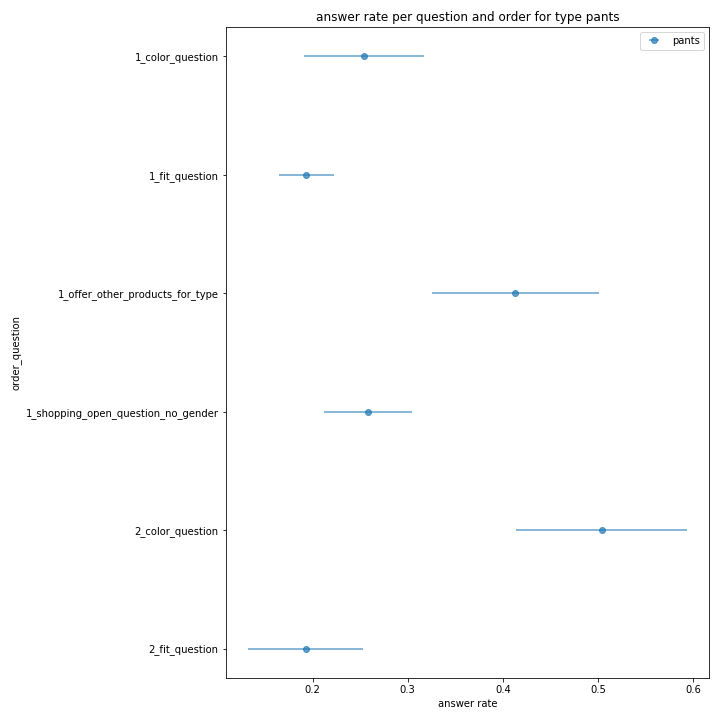 answer rate per question and order for type pants
pants
order_question
1_color_question
1_fit_question
1_offer_other_products_for_type
1_shopping_open_question_no_gender
2_color_question
2_fit_question
0.2 0.3 0.4 0.5 0.6
answer rate